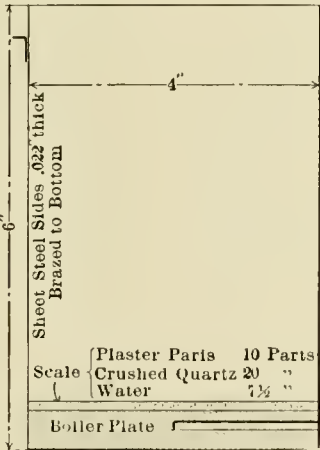 4"
6"
Sheet Steel Sides .022" thick
Brazed to Bottom
Plaster Paris 10 Parts
Scale { Crushed Quartz 20 "
Water 7½ "
Boiler Plate